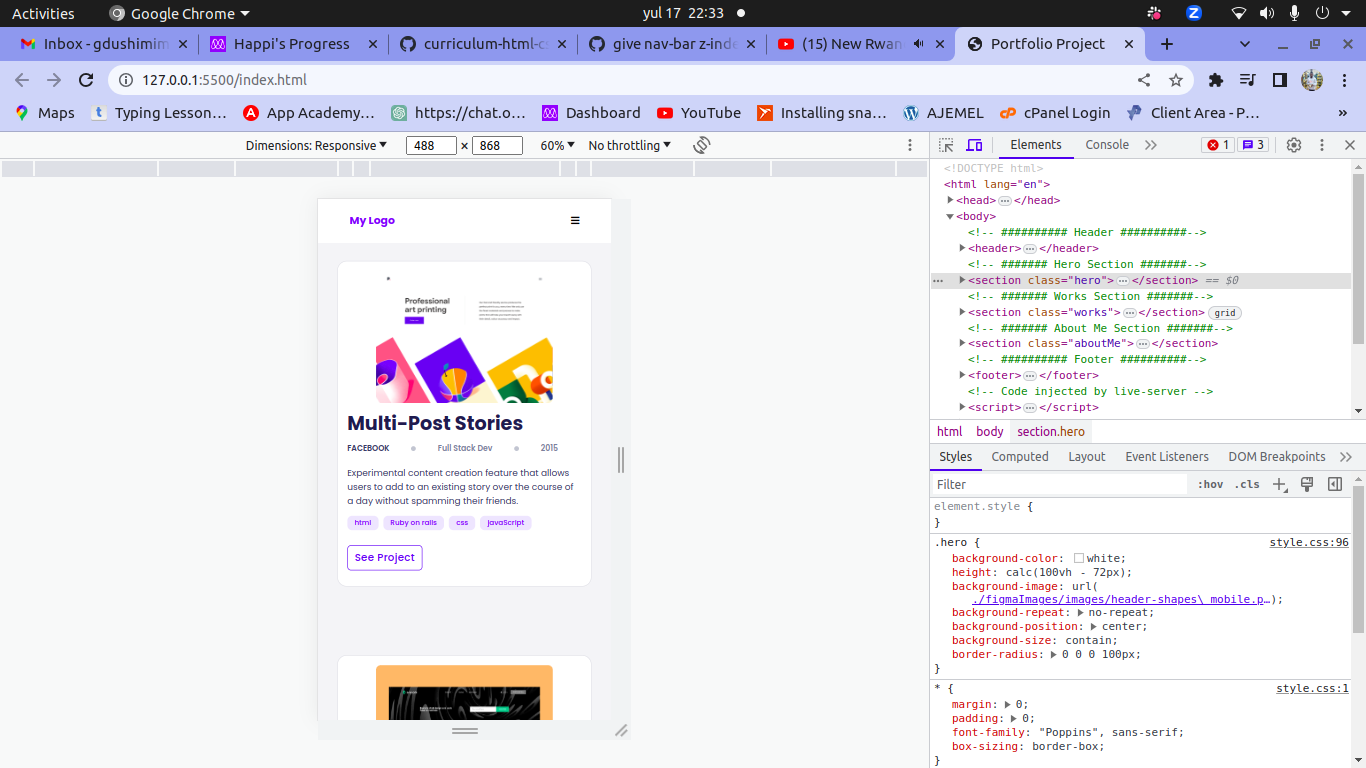 Activities Google Chrome yul 17 22:33
Inbox - gdushimim Happi's Progress curriculum-html-cs give nav-bar z-inde (15) New Rwan Portfolio Project
127.0.0.1:5500/index.html
Maps Typing Lesson… App Academy… https://chat.o… Dashboard YouTube Installing sna… AJEMEL cPanel Login Client Area - P… »
Dimensions: Responsive 488 × 868 60% No throttling
Elements Console 1 3
<!DOCTYPE html>
<html lang="en">
<head> </head>
<body>
<!-- ########## Header ##########-->
<header> </header>
<!-- ####### Hero Section #######-->
<section class="hero"> </section> == $0
<!-- ####### Works Section #######-->
<section class="works"> </section> grid
<!-- ####### About Me Section #######-->
<section class="aboutMe"> </section>
<!-- ########## Footer ##########-->
<footer> </footer>
<!-- Code injected by live-server -->
<script> </script>
html body section.hero
Styles Computed Layout Event Listeners DOM Breakpoints
Filter :hov .cls
element.style {
}
.hero { style.css:96
background-color: white;
height: calc(100vh - 72px);
background-image: url(
./figmaImages/images/header-shapes\ mobile.p…);
background-repeat: no-repeat;
background-position: center;
background-size: contain;
border-radius: 0 0 0 100px;
}
* { style.css:1
margin: 0;
padding: 0;
font-family: "Poppins", sans-serif;
box-sizing: border-box;
}
My Logo
Professional
art printing
Multi-Post Stories
FACEBOOK Full Stack Dev 2015
Experimental content creation feature that allows
users to add to an existing story over the course of
a day without spamming their friends.
html Ruby on rails css javaScript
See Project